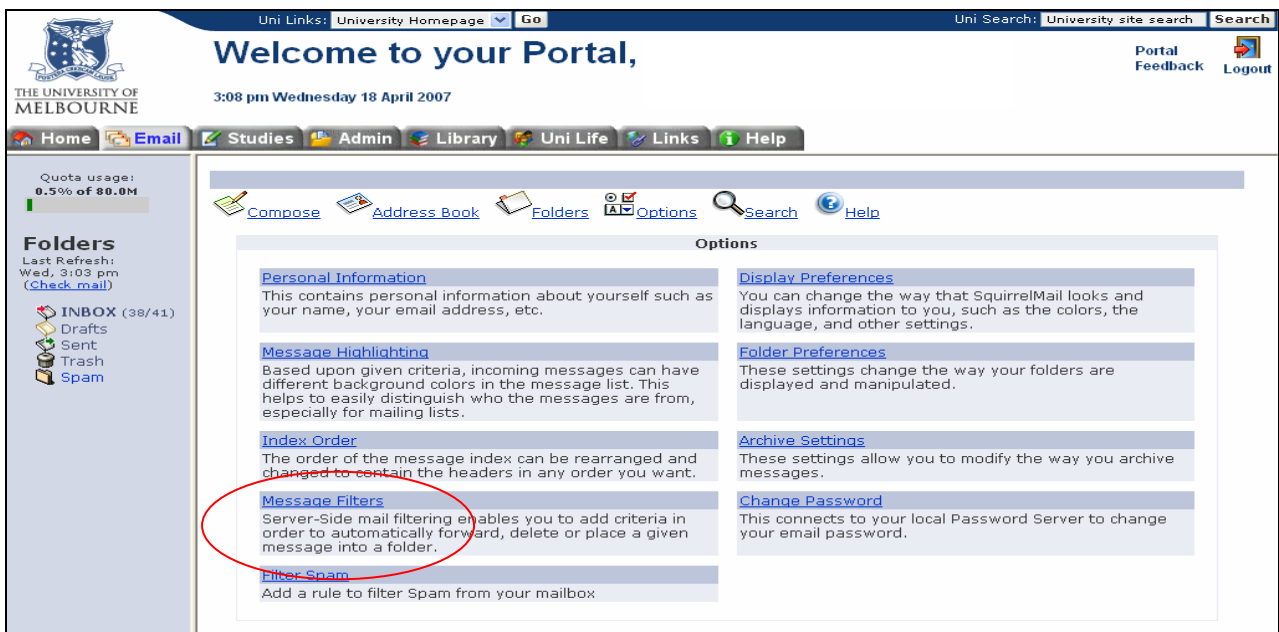 Uni Links: University Homepage Go Uni Search: University site search Search
Welcome to your Portal,
Portal Feedback
Logout
THE UNIVERSITY OF
MELBOURNE
3:08 pm Wednesday 18 April 2007
Home Email Studies Admin Library Uni Life Links Help
Quota usage:
0.5% of 80.0M
Folders
Last Refresh:
Wed, 3:03 pm
(Check mail)
INBOX (38/41)
Drafts
Sent
Trash
Spam
Compose Address Book Folders Options Search Help
Options
Personal Information
This contains personal information about yourself such as
your name, your email address, etc.
Display Preferences
You can change the way that SquirrelMail looks and
displays information to you, such as the colors, the
language, and other settings.
Message Highlighting
Based upon given criteria, incoming messages can have
different background colors in the message list. This
helps to easily distinguish who the messages are from,
especially for mailing lists.
Folder Preferences
These settings change the way your folders are
displayed and manipulated.
Index Order
The order of the message index can be rearranged and
changed to contain the headers in any order you want.
Archive Settings
These settings allow you to modify the way you archive
messages.
Message Filters
Server-Side mail filtering enables you to add criteria in
order to automatically forward, delete or place a given
message into a folder.
Change Password
This connects to your local Password Server to change
your email password.
Filter Spam
Add a rule to filter Spam from your mailbox